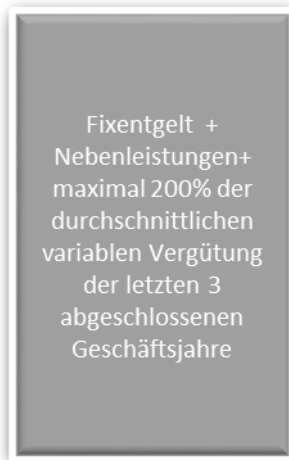 Fixentgelt +
Nebenleistungen+
maximal 200% der
durchschnittlichen
variablen Vergütung
der letzten 3
abgeschlossenen
Geschäftsjahre